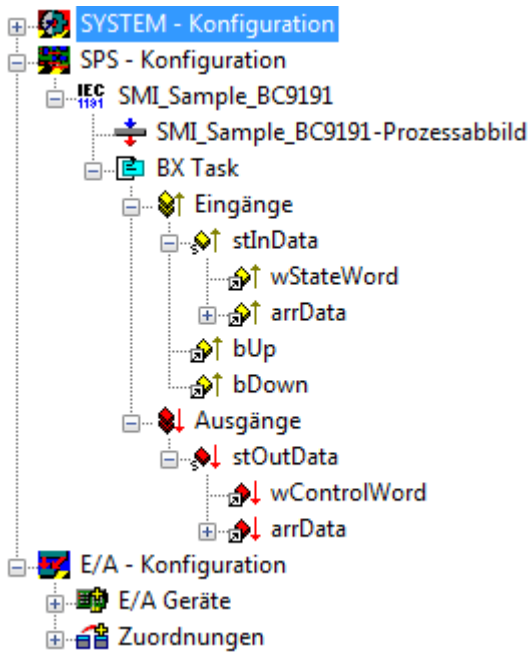 SYSTEM - Konfiguration
SPS - Konfiguration
IEC 1131 SMI_Sample_BC9191
SMI_Sample_BC9191-Prozessabbild
BX Task
Eingänge
stInData
wStateWord
arrData
bUp
bDown
Ausgänge
stOutData
wControlWord
arrData
E/A - Konfiguration
E/A Geräte
Zuordnungen